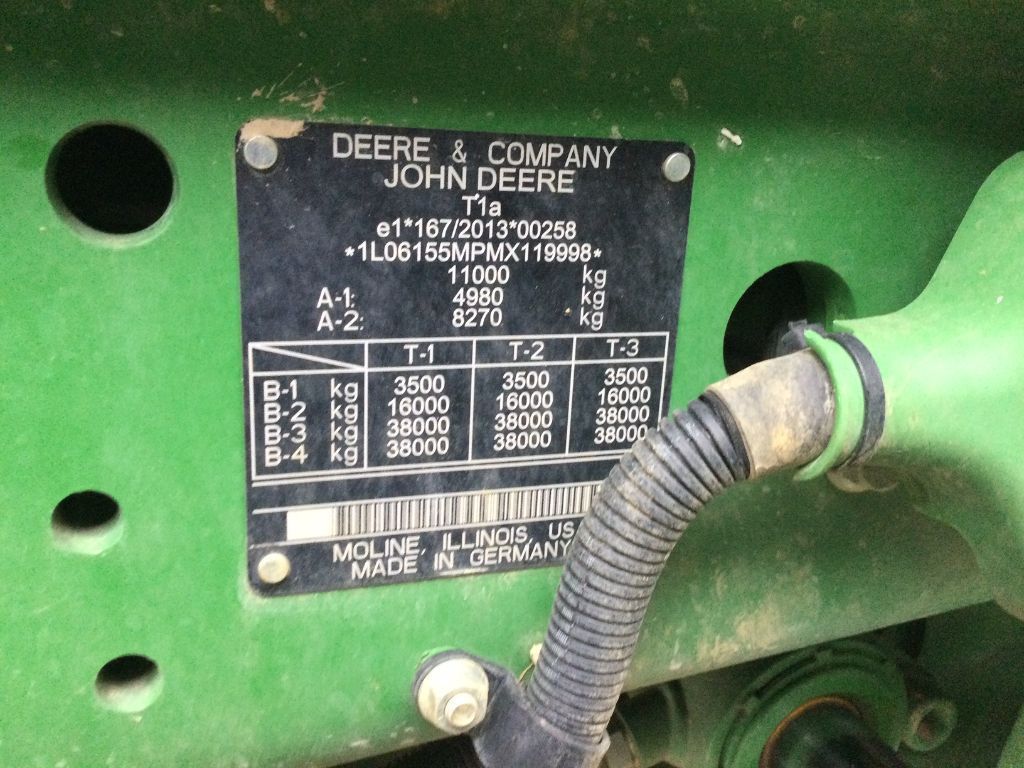 DEERE & COMPANY
JOHN DEERE
T1a
e1*167/2013*00258
*1L06155MPMX119998*
11000 kg
A-1: 4980 kg
A-2: 8270 kg
T-1 T-2 T-3
B-1 kg 3500 3500 3500
B-2 kg 16000 16000 16000
B-3 kg 38000 38000 38000
B-4 kg 38000 38000 38000
MOLINE, ILLINOIS, US
MADE IN GERMANY